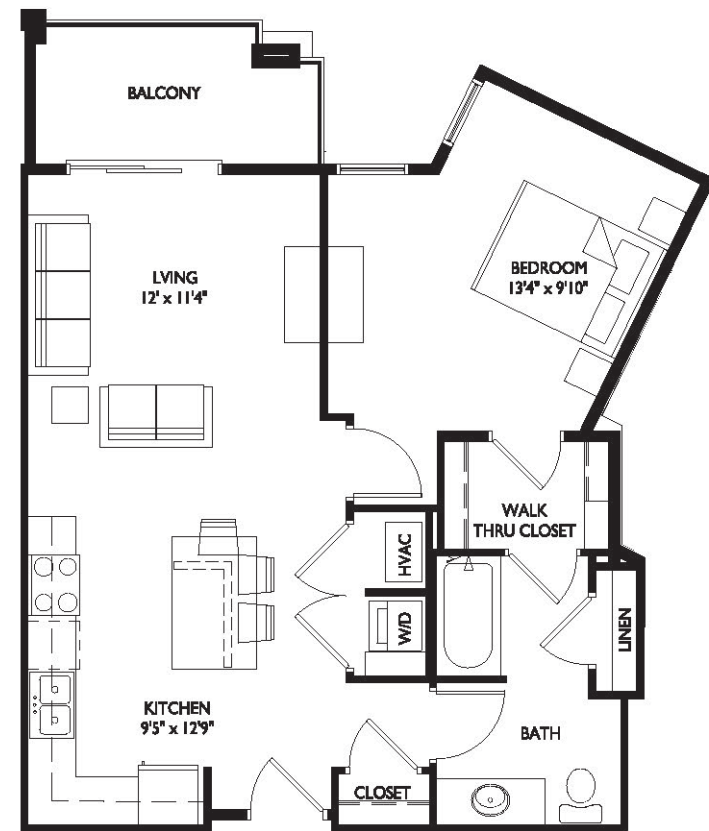 BALCONY
LVING
12' x 11'4"
BEDROOM
13'4" x 9'10"
WALK
THRU CLOSET
HVAC
W/D
LINEN
KITCHEN
9'5" x 12'9"
BATH
CLOSET